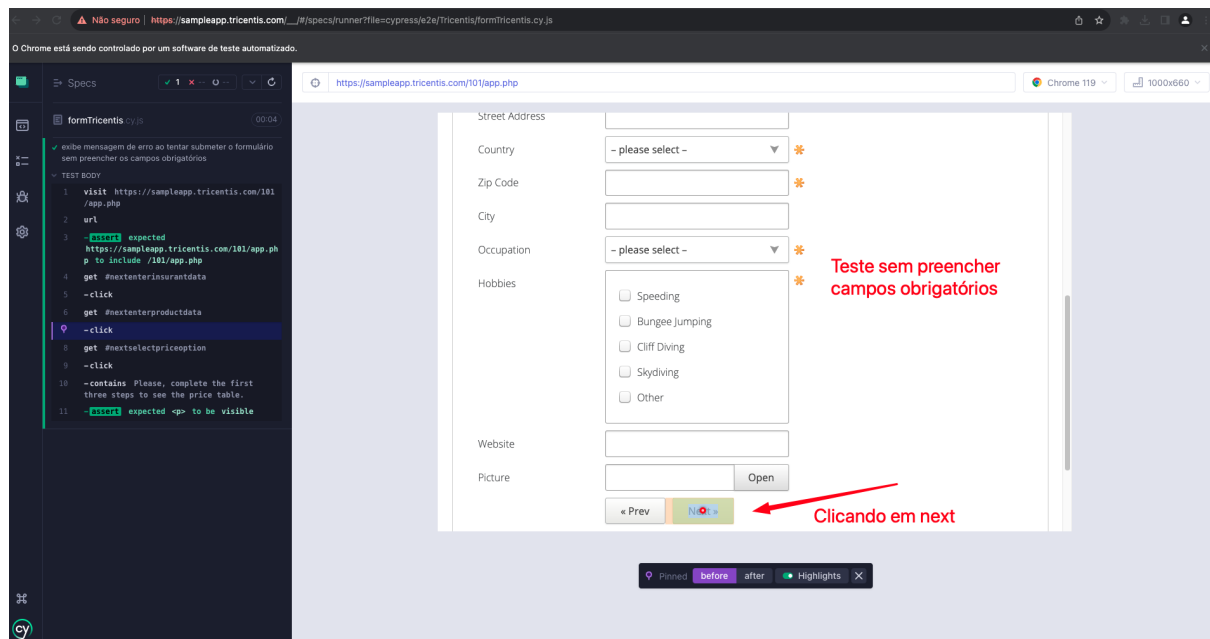 Não seguro | https://sampleapp.tricentis.com/__/#/specs/runner?file=cypress/e2e/Tricentis/formTricentis.cy.js
O Chrome está sendo controlado por um software de teste automatizado.
Specs
1
--
--
https://sampleapp.tricentis.com/101/app.php
Chrome 119
1000x660
formTricentis.cy.js
00:04
exibe mensagem de erro ao tentar submeter o formulário
sem preencher os campos obrigatórios
TEST BODY
1 visit https://sampleapp.tricentis.com/101
/app.php
2 url
3 -assert expected
https://sampleapp.tricentis.com/101/app.ph
p to include /101/app.php
4 get #nextenterinsurantdata
5 -click
6 get #nextenterproductdata
-click
8 get #nextselectpriceoption
9 -click
10 -contains Please, complete the first
three steps to see the price table.
11 -assert expected <p> to be visible
cy
Street Address
Country
– please select –
Zip Code
City
Occupation
– please select –
Hobbies
Speeding
Bungee Jumping
Cliff Diving
Skydiving
Other
Website
Picture
Open
« Prev
Next »
Teste sem preencher
campos obrigatórios
Clicando em next
Pinned before after Highlights